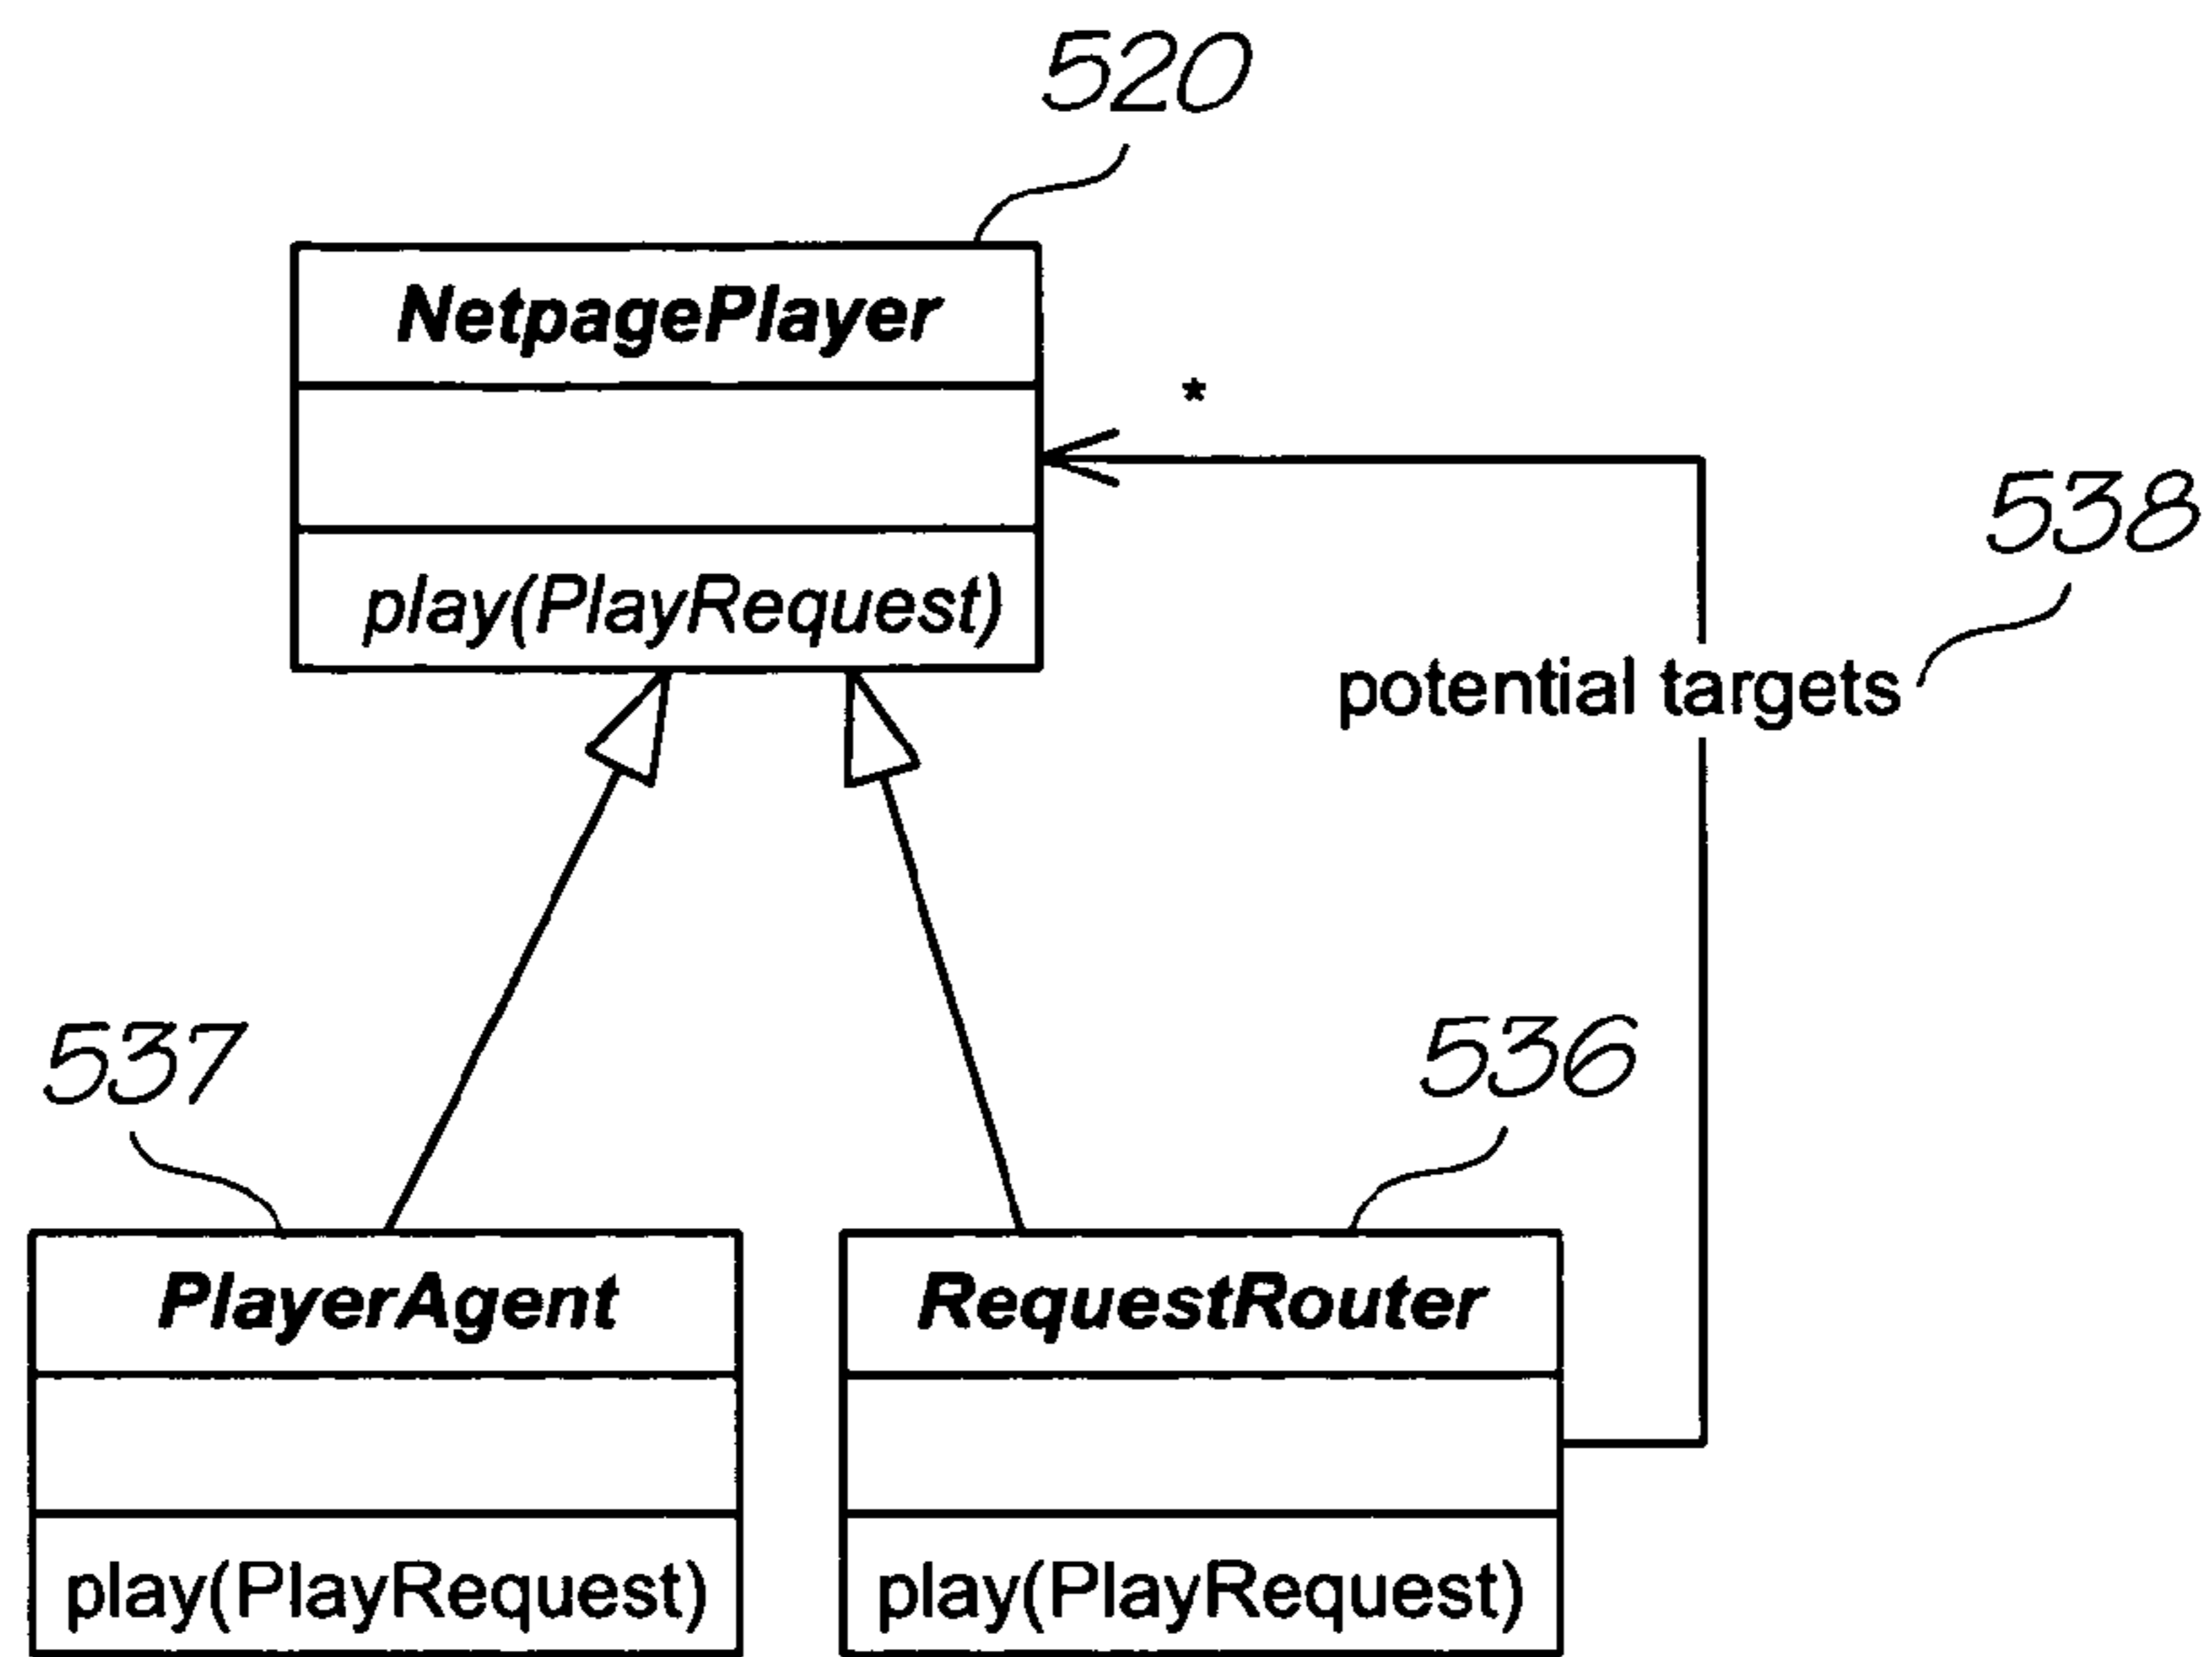 520
NetpagePlayer
*
538
play(PlayRequest)
potential targets
537
536
PlayerAgent
RequestRouter
play(PlayRequest)
play(PlayRequest)